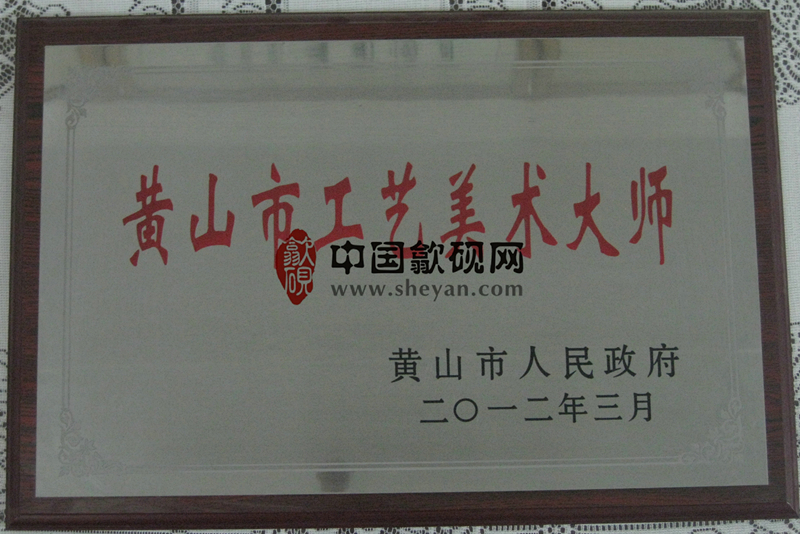 黄山市工艺美术大师
歙砚
中国歙砚网
www.sheyan.com
黄山市人民政府
二〇一二年三月